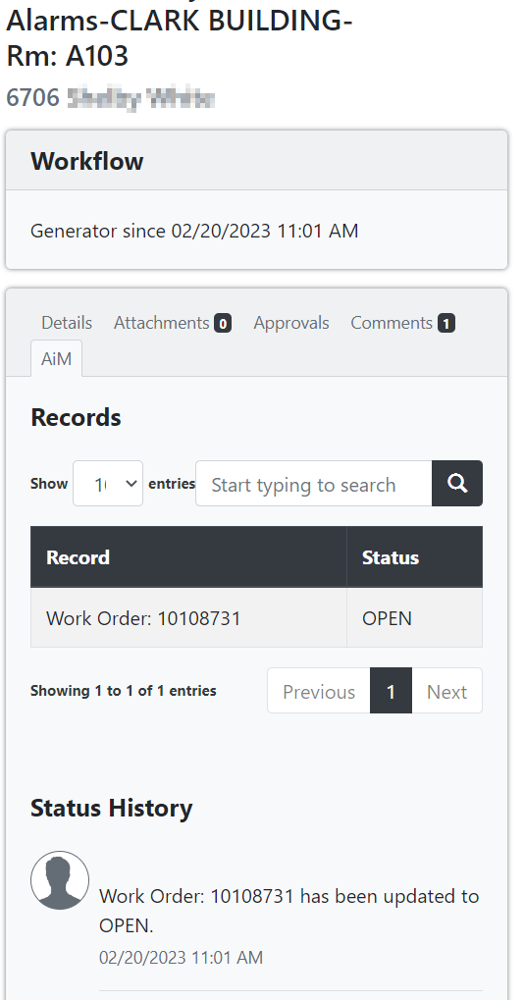 Alarms-CLARK BUILDING-
Rm: A103
6706
Workflow
Generator since 02/20/2023 11:01 AM
Details Attachments 0 Approvals Comments 1
AiM
Records
Show entries Start typing to search
Record Status
Work Order: 10108731 OPEN
Showing 1 to 1 of 1 entries Previous 1 Next
Status History
Work Order: 10108731 has been updated to
OPEN.
02/20/2023 11:01 AM